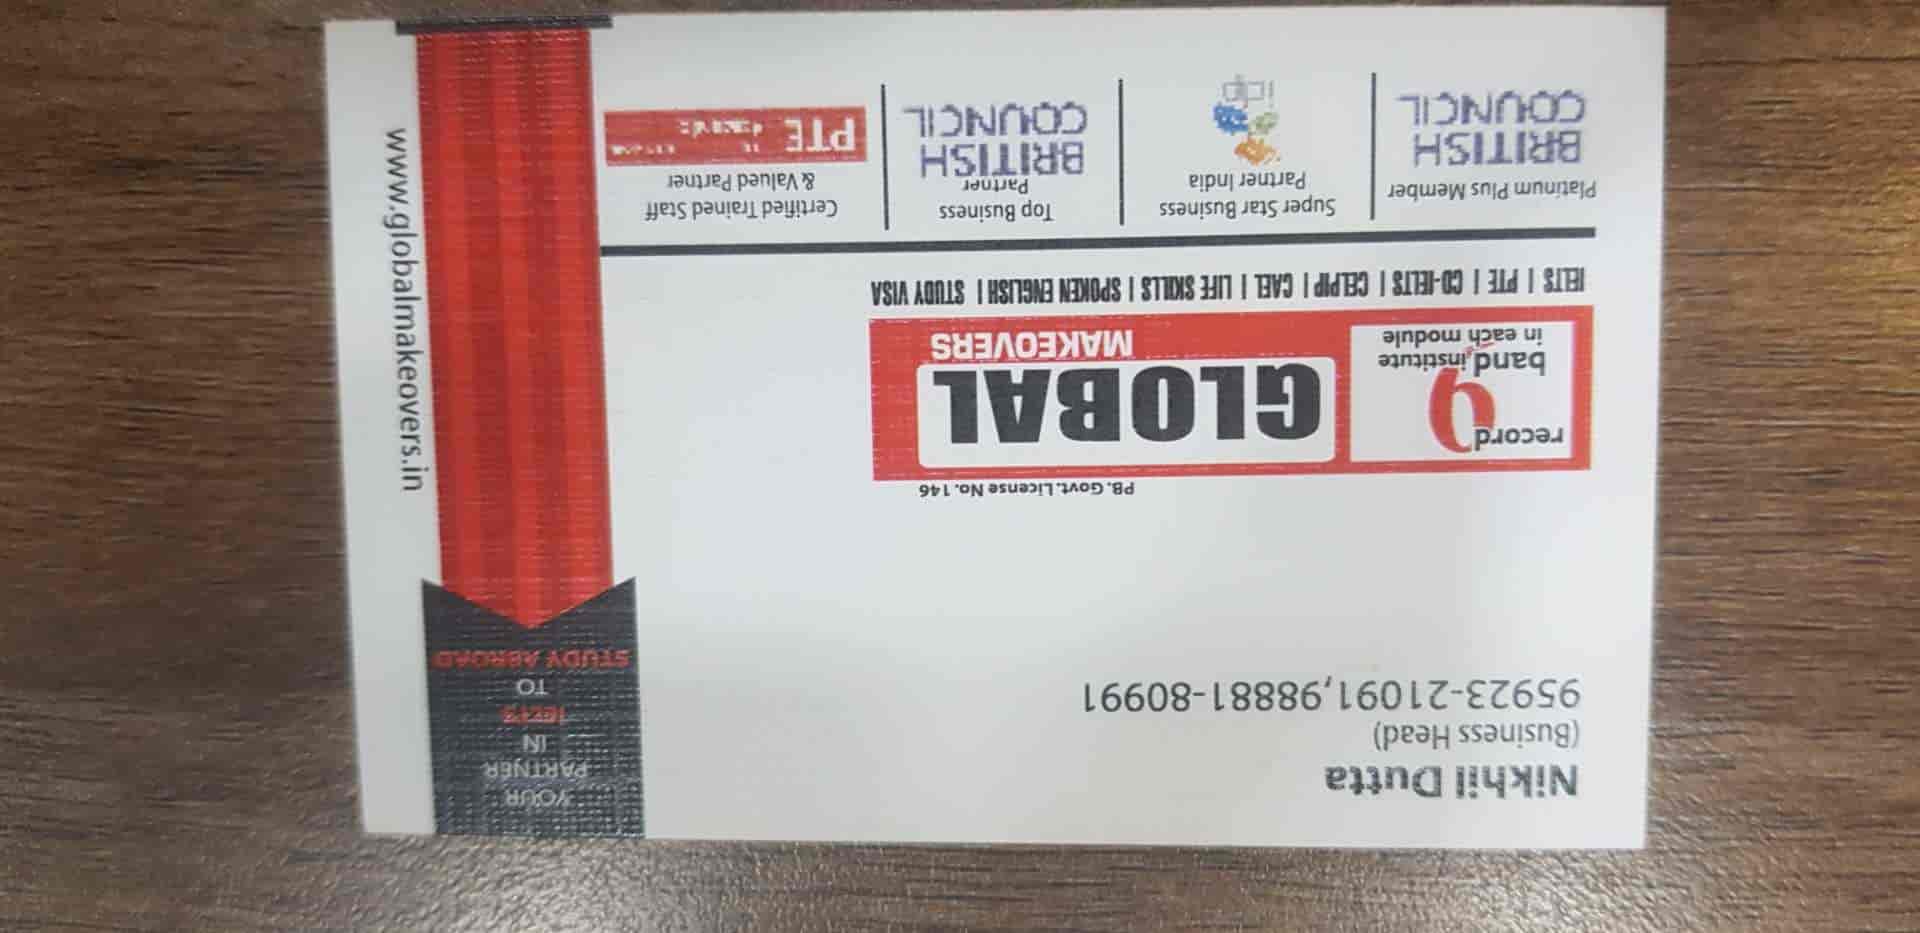 Nikhil Dutta
(Business Head)
95923-21091,98881-80991
YOUR
PARTNER
IN
IELTS
TO
STUDY ABROAD
PB. Govt. License No. 146
record 9
band institute
in each module
GLOBAL
MAKEOVERS
IELTS | PTE | CD-IELTS | CELPIP | CAEL | LIFE SKILLS | SPOKEN ENGLISH | STUDY VISA
Platinum Plus Member
BRITISH
COUNCIL
Super Star Business
Partner India
idp
Top Business
Partner
BRITISH
COUNCIL
Certified Trained Staff
& Valued Partner
PTE
www.globalmakeovers.in